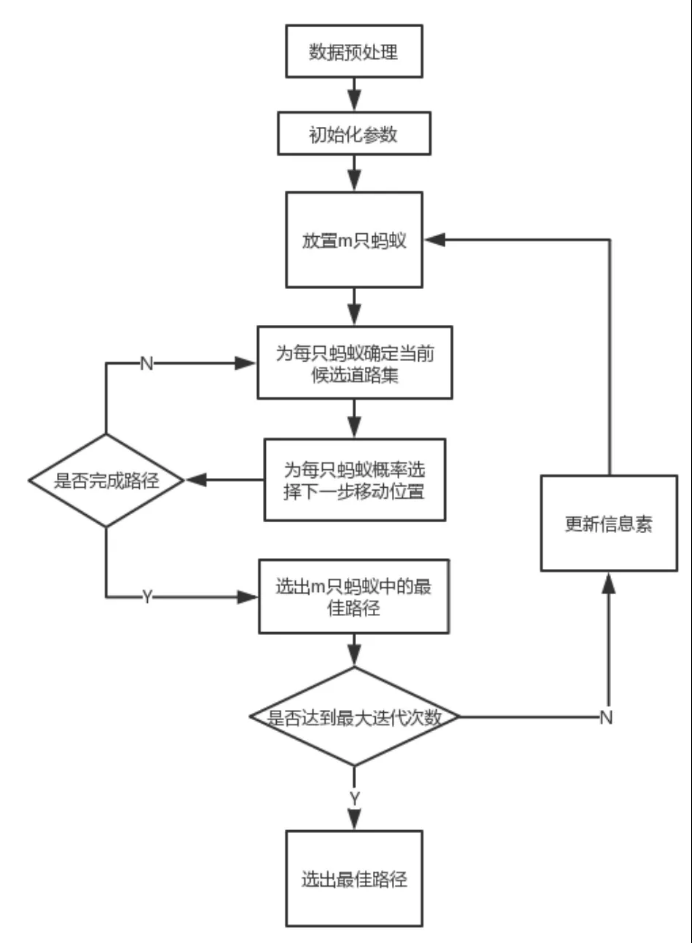 数据预处理
初始化参数
放置m只蚂蚁
为每只蚂蚁确定当前
候选道路集
N
为每只蚂蚁概率选
择下一步移动位置
是否完成路径
更新信息素
Y
选出m只蚂蚁中的最
佳路径
是否达到最大迭代次数
N
Y
选出最佳路径